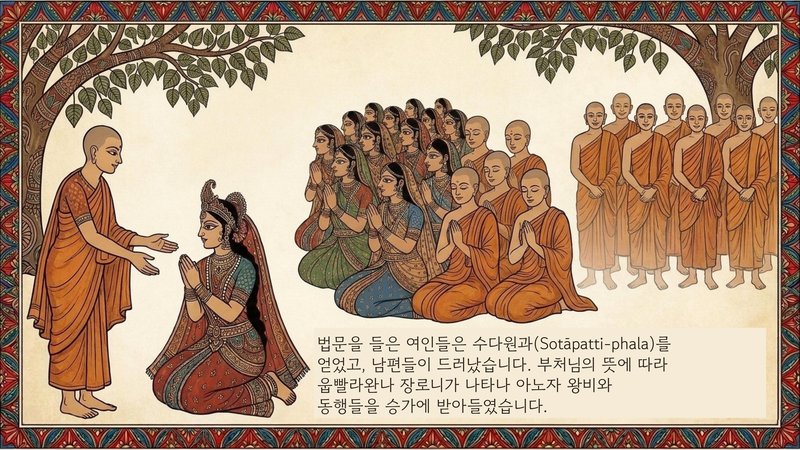 법문을 들은 여인들은 수다원과(Sotāpatti-phala)를
얻었고, 남편들이 드러났습니다. 부처님의 뜻에 따라
웁빨라완나 장로니가 나타나 아노자 왕비와
동행들을 승가에 받아들였습니다.